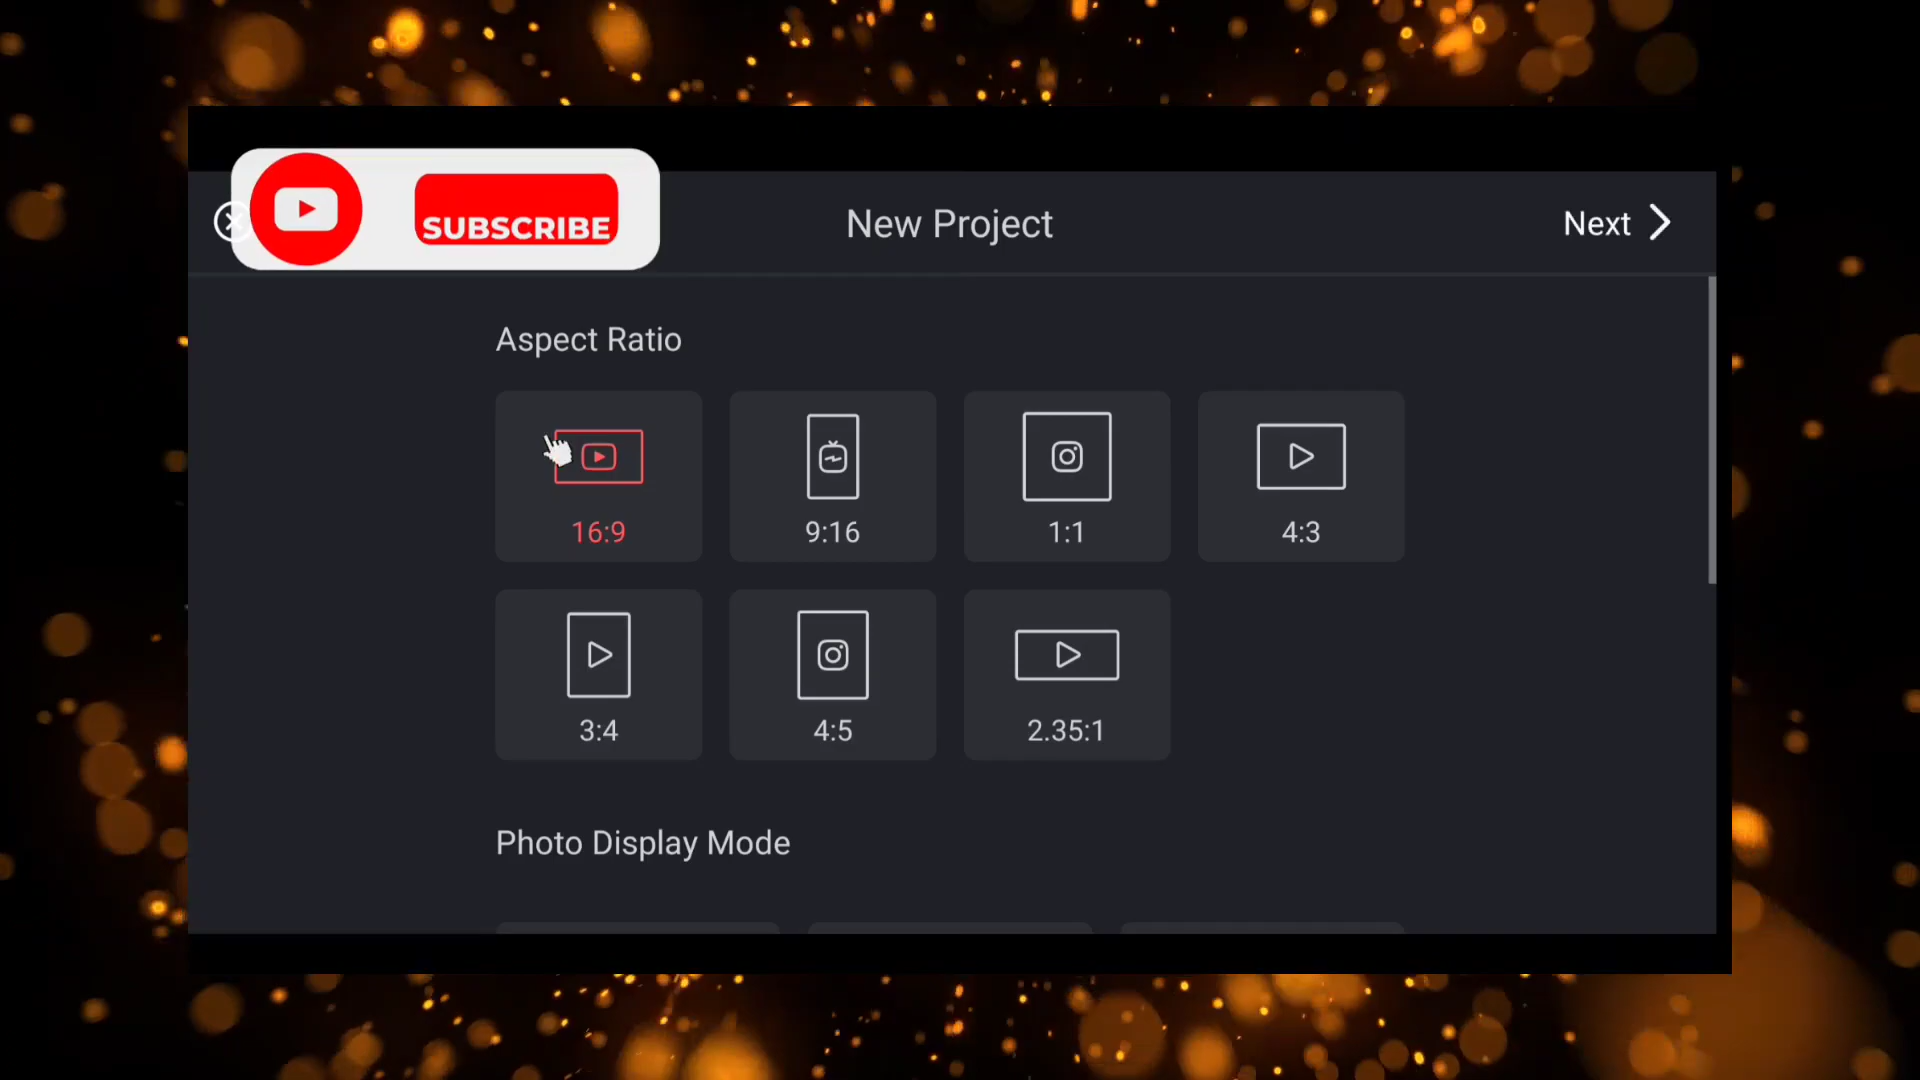 SUBSCRIBE
New Project
Next
Aspect Ratio
16:9
9:16
1:1
4:3
3:4
4:5
2.35:1
Photo Display Mode